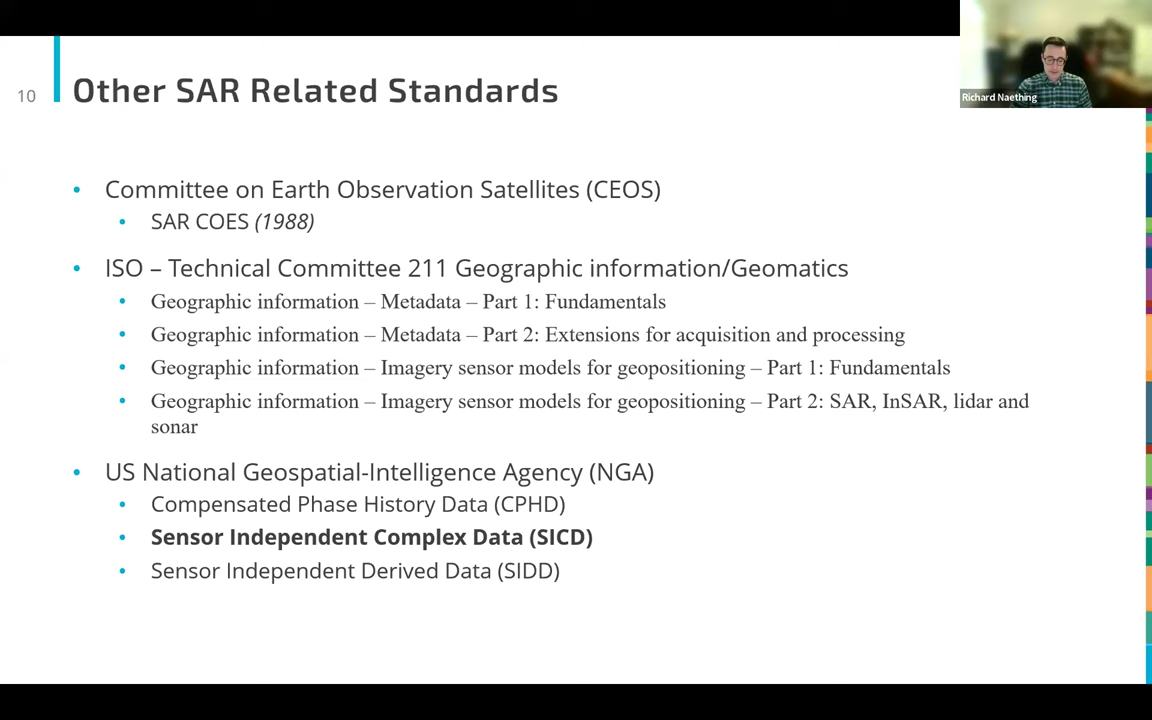 10
Other SAR Related Standards
Richard Naething
• Committee on Earth Observation Satellites (CEOS)
• SAR COES (1988)
• ISO – Technical Committee 211 Geographic information/Geomatics
• Geographic information – Metadata – Part 1: Fundamentals
• Geographic information – Metadata – Part 2: Extensions for acquisition and processing
• Geographic information – Imagery sensor models for geopositioning – Part 1: Fundamentals
• Geographic information – Imagery sensor models for geopositioning – Part 2: SAR, InSAR, lidar and
sonar
• US National Geospatial-Intelligence Agency (NGA)
• Compensated Phase History Data (CPHD)
• Sensor Independent Complex Data (SICD)
• Sensor Independent Derived Data (SIDD)